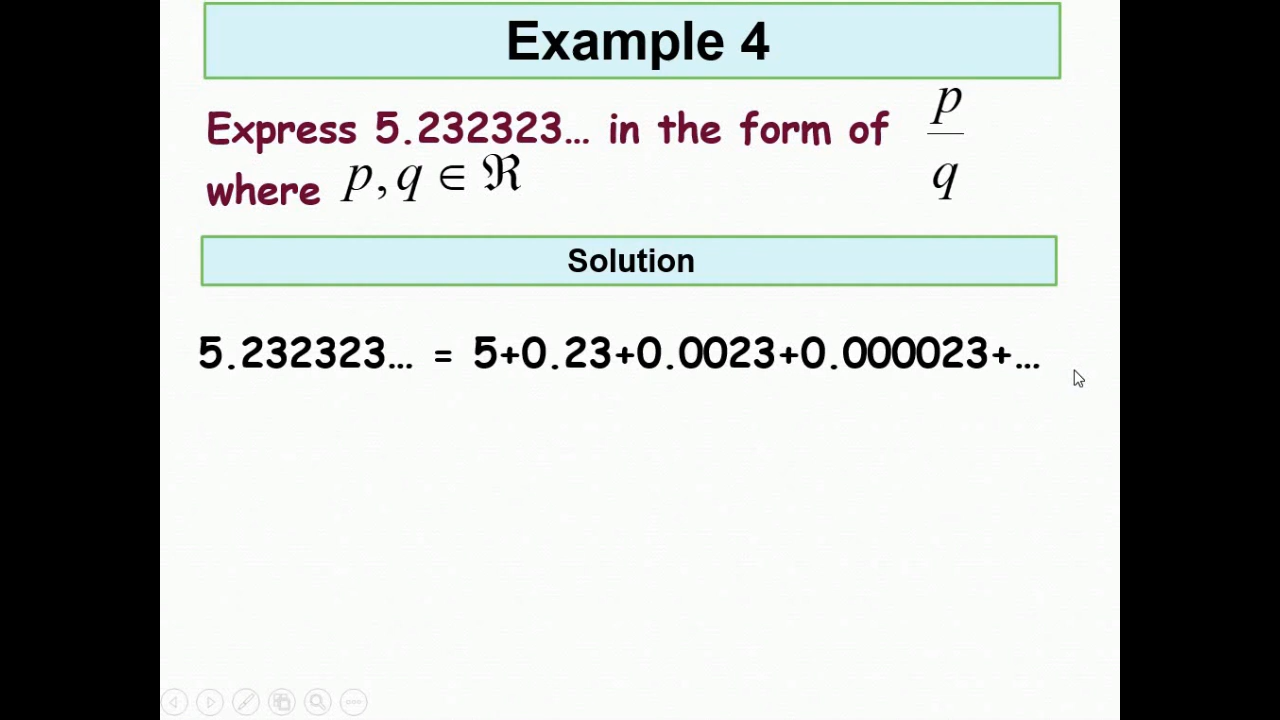 Example 4
Express 5.232323... in the form of p/q
where p,q ∈ ℜ
Solution
5.232323... = 5+0.23+0.0023+0.000023+...